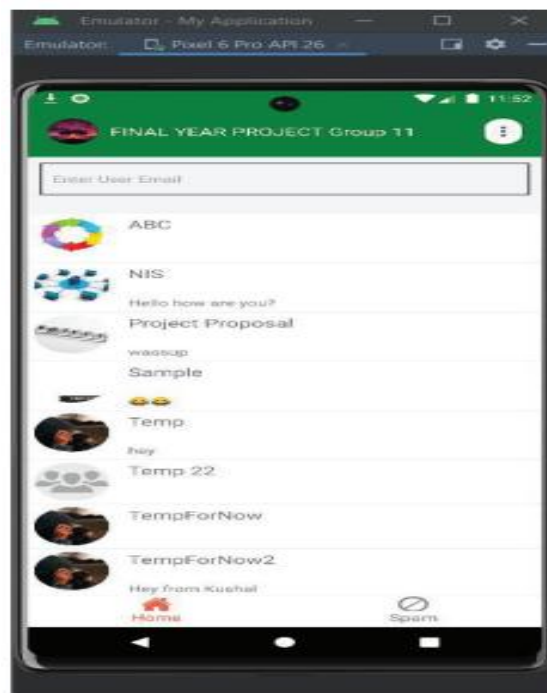 Emulator - My Application
Emulator: Pixel 6 Pro API 26
11:52
FINAL YEAR PROJECT Group 11
Enter User Email
ABC
NIS
Hello how are you?
Project Proposal
wassup
Sample
😂😂
Temp
hey
Temp 22
TempForNow
TempForNow2
Hey from Kushal
Home
Spam